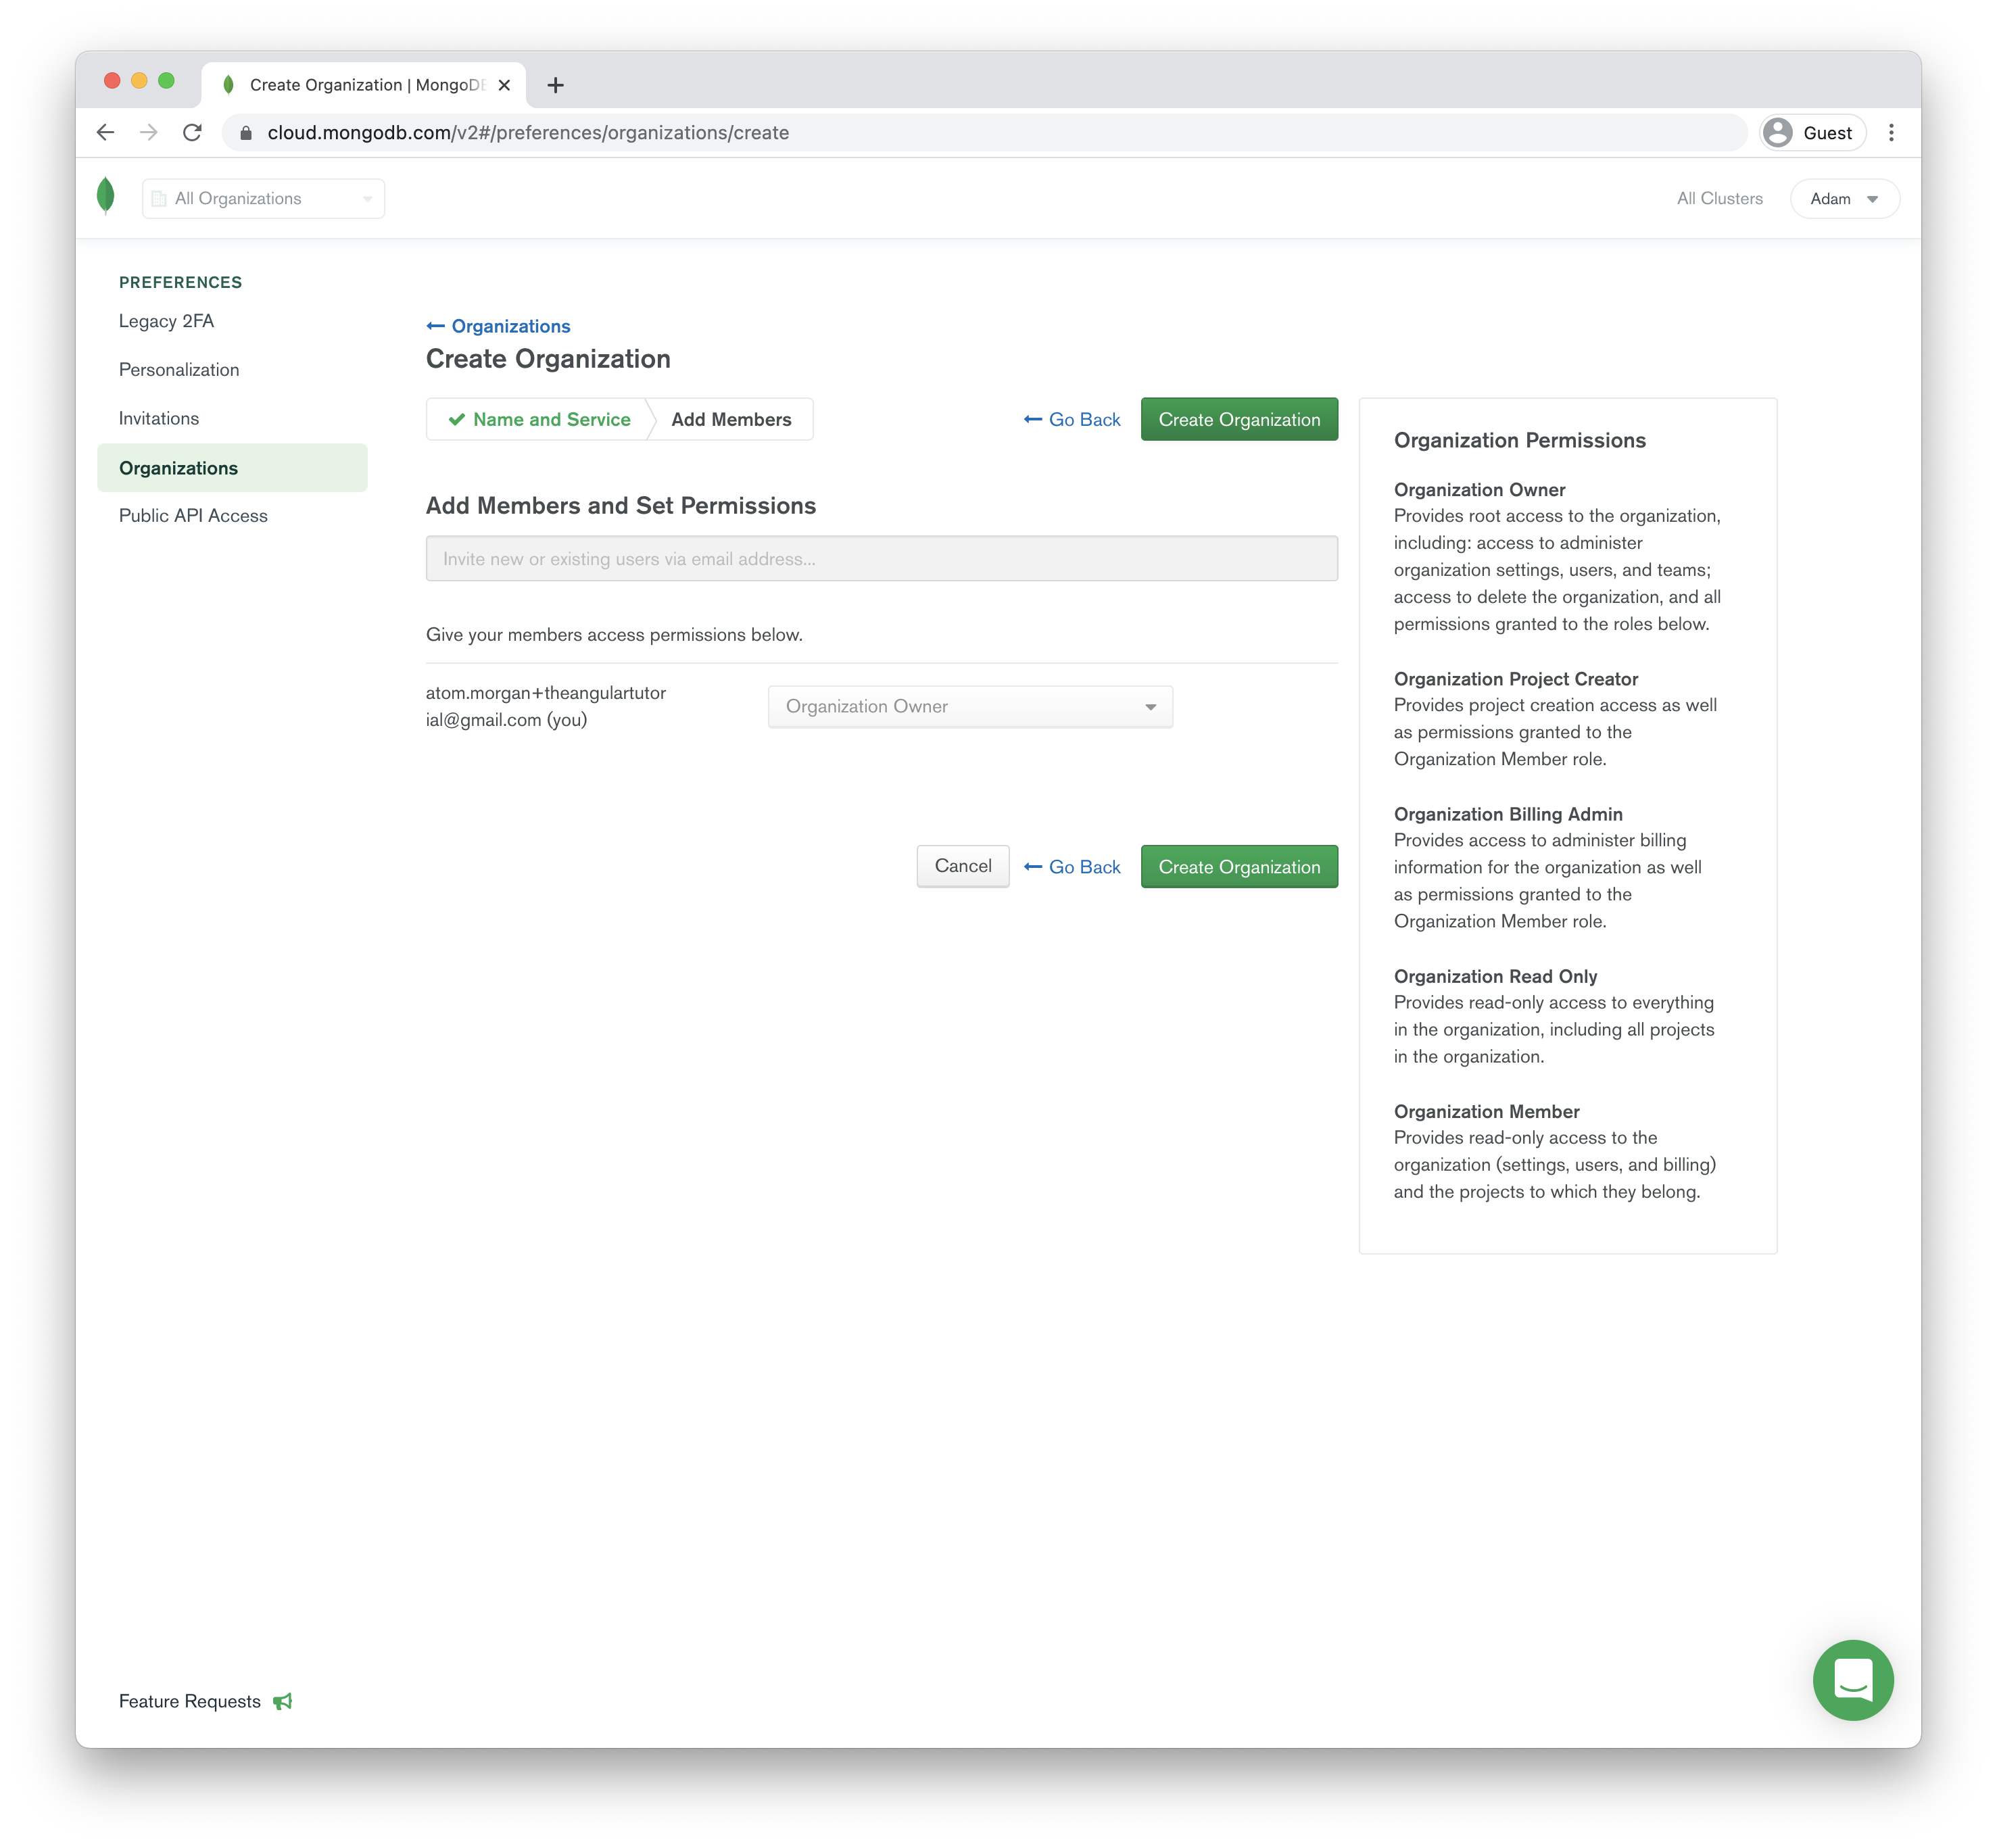 Create Organization | MongoDB
cloud.mongodb.com/v2#/preferences/organizations/create
Guest
All Organizations
All Clusters
Adam
PREFERENCES
Legacy 2FA
Personalization
Invitations
Organizations
Public API Access
Organizations
Create Organization
Name and Service
Add Members
Go Back
Create Organization
Add Members and Set Permissions
Invite new or existing users via email address...
Give your members access permissions below.
atom.morgan+theangulartutor
ial@gmail.com (you)
Organization Owner
Cancel
Go Back
Create Organization
Organization Permissions
Organization Owner
Provides root access to the organization,
including: access to administer
organization settings, users, and teams;
access to delete the organization, and all
permissions granted to the roles below.
Organization Project Creator
Provides project creation access as well
as permissions granted to the
Organization Member role.
Organization Billing Admin
Provides access to administer billing
information for the organization as well
as permissions granted to the
Organization Member role.
Organization Read Only
Provides read-only access to everything
in the organization, including all projects
in the organization.
Organization Member
Provides read-only access to the
organization (settings, users, and billing)
and the projects to which they belong.
Feature Requests